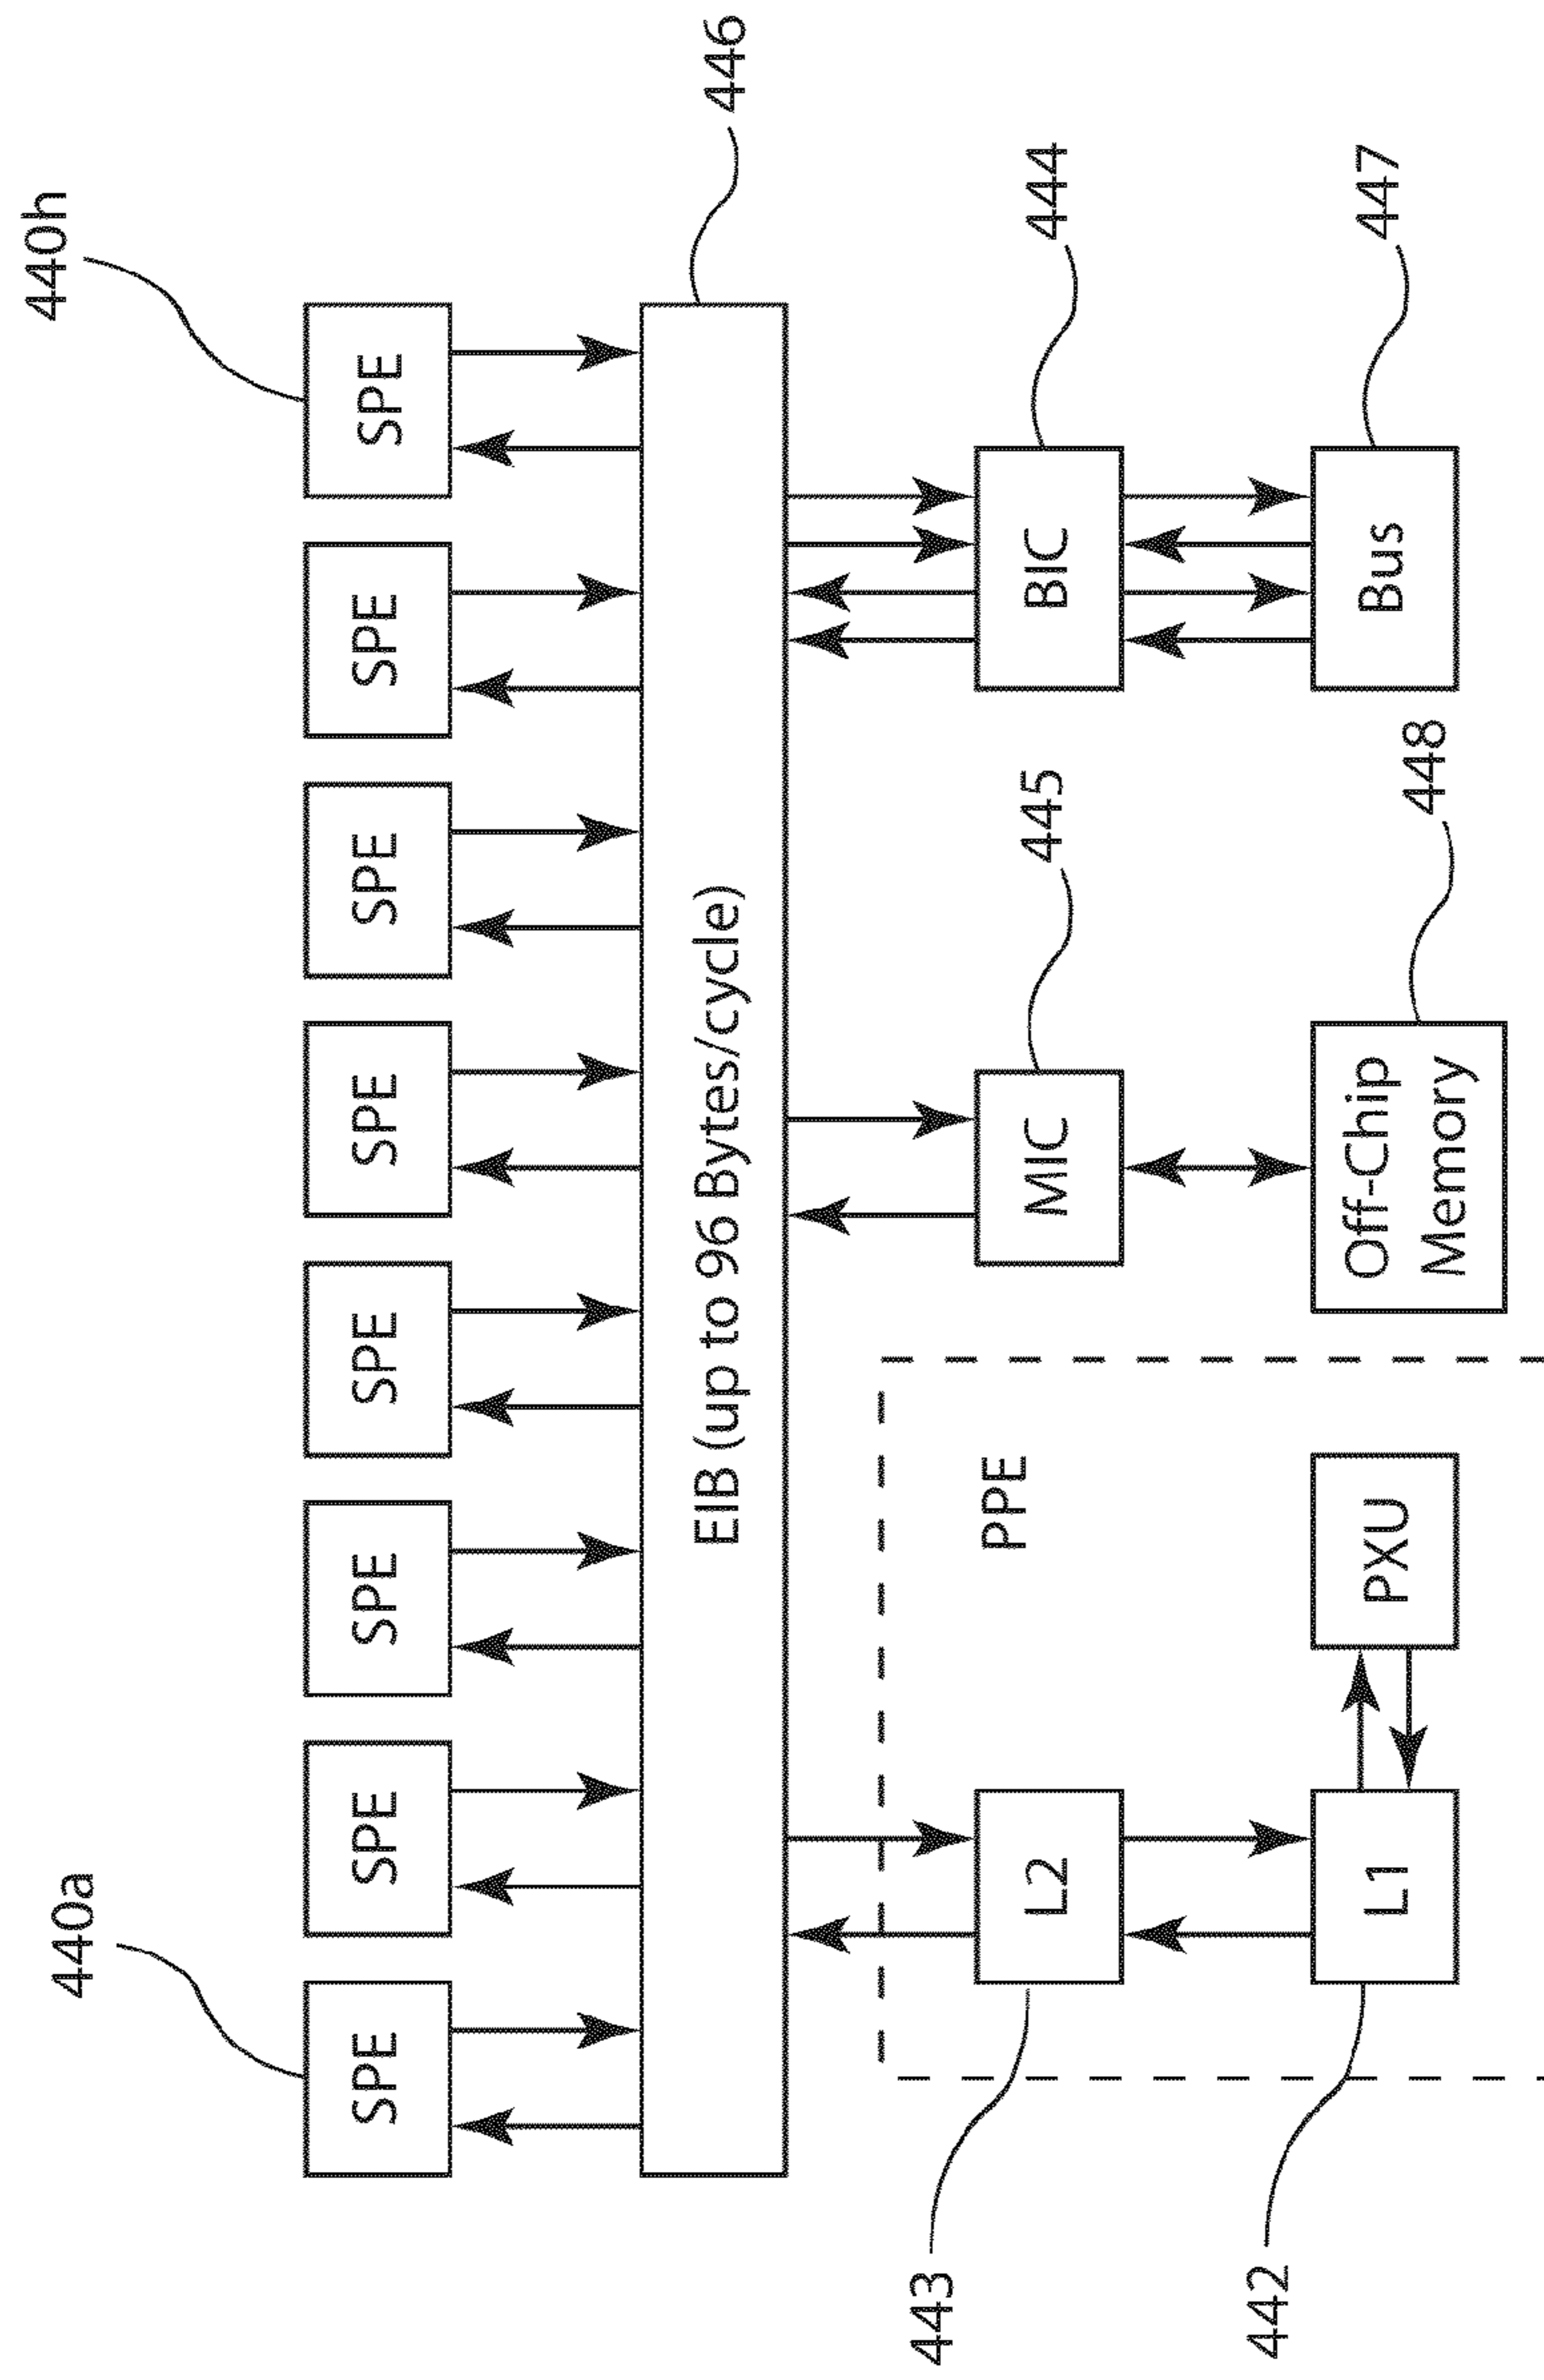 440a
440h
SPE
SPE
SPE
SPE
SPE
SPE
SPE
SPE
446
EIB (up to 96 Bytes/cycle)
PPE
443
L2
MIC
445
BIC
444
442
L1
PXU
Off-Chip
Memory
448
Bus
447